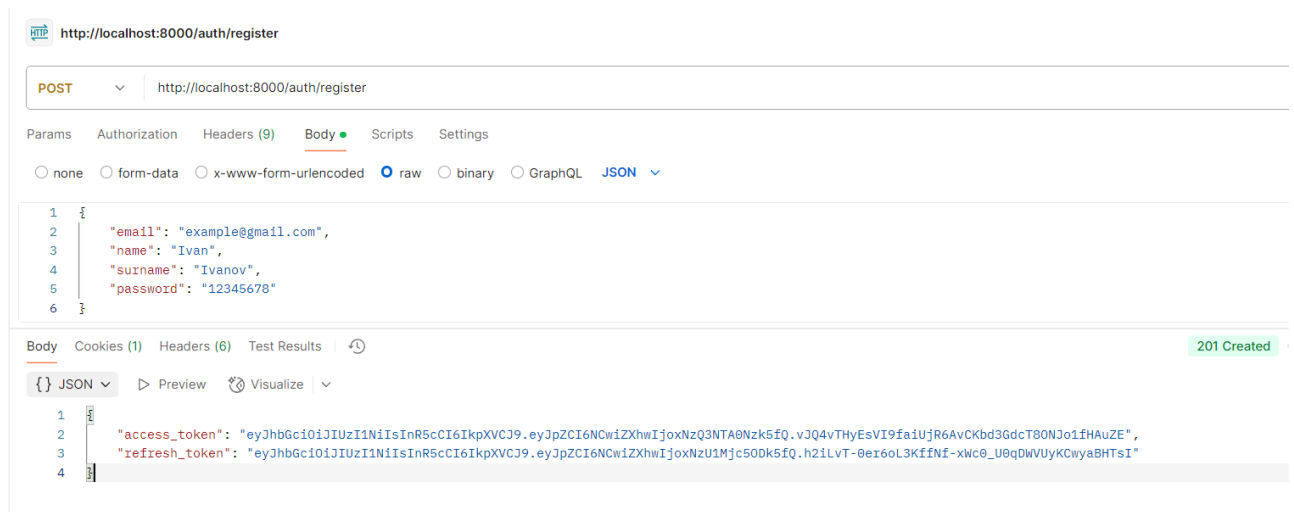 HTTP http://localhost:8000/auth/register
POST http://localhost:8000/auth/register
Params Authorization Headers (9) Body Scripts Settings
none form-data x-www-form-urlencoded raw binary GraphQL JSON
1 {
2 "email": "example@gmail.com",
3 "name": "Ivan",
4 "surname": "Ivanov",
5 "password": "12345678"
6 }
Body Cookies (1) Headers (6) Test Results 201 Created
{} JSON Preview Visualize
1 {
2 "access_token": "eyJhbGciOiJIUzI1NiIsInR5cCI6IkpXVCJ9.eyJpZCI6NCwiZXhwIjoxNzQ3NTA0Nzk5fQ.vJQ4vTHyEsVI9faiUjR6AvCKbd3GdcT8ONJo1fHAuZE",
3 "refresh_token": "eyJhbGciOiJIUzI1NiIsInR5cCI6IkpXVCJ9.eyJpZCI6NCwiZXhwIjoxNzU1Mjc5ODk5fQ.h2iLvT-0er6oL3KffNf-xWc0_U0qDWVUyKCwyaBHTsI"
4 }